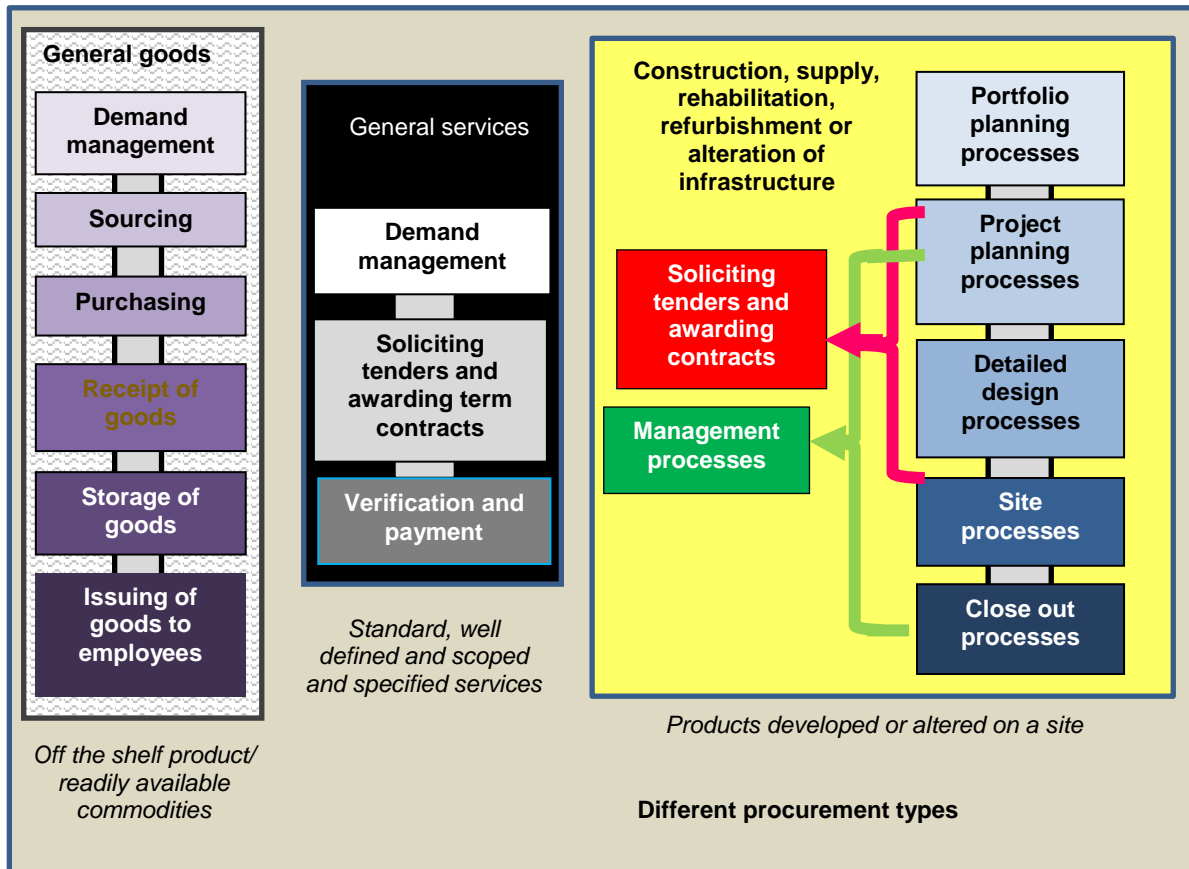 General goods
Demand
management
Sourcing
Purchasing
Receipt of
goods
Storage of
goods
Issuing of
goods to
employees
Off the shelf product/
readily available
commodities
General services
Demand
management
Soliciting
tenders and
awarding term
contracts
Verification and
payment
Standard, well
defined and scoped
and specified services
Construction, supply,
rehabilitation,
refurbishment or
alteration of
infrastructure
Soliciting
tenders and
awarding
contracts
Management
processes
Portfolio
planning
processes
Project
planning
processes
Detailed
design
processes
Site
processes
Close out
processes
Products developed or altered on a site
Different procurement types